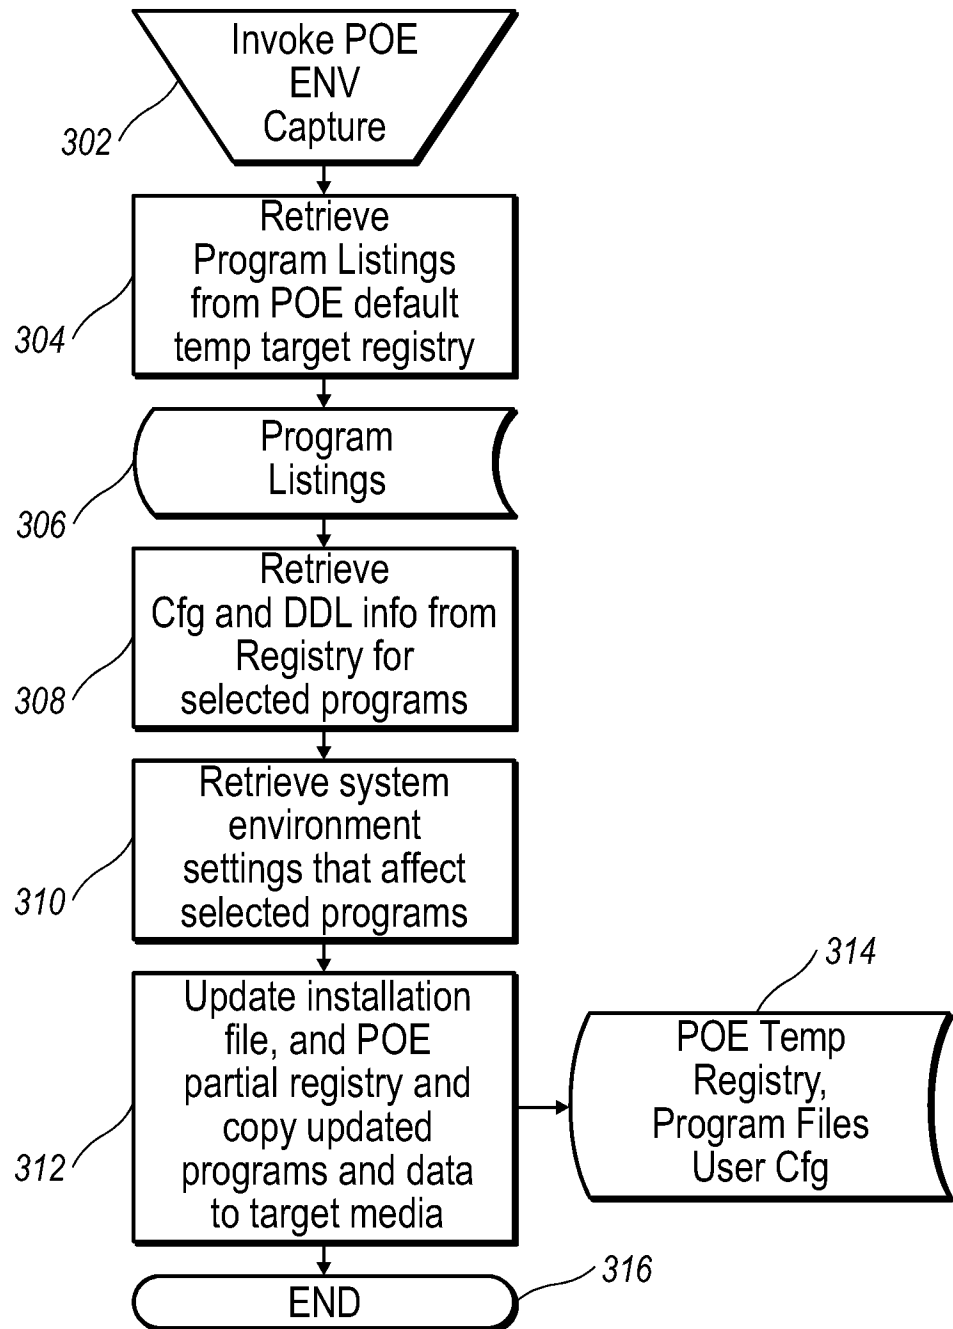 Invoke POE
ENV
Capture
302
Retrieve
Program Listings
from POE default
temp target registry
304
Program
Listings
306
Retrieve
Cfg and DDL info from
Registry for
selected programs
308
Retrieve system
environment
settings that affect
selected programs
310
Update installation
file, and POE
partial registry and
copy updated
programs and data
to target media
312
314
POE Temp
Registry,
Program Files
User Cfg
END
316